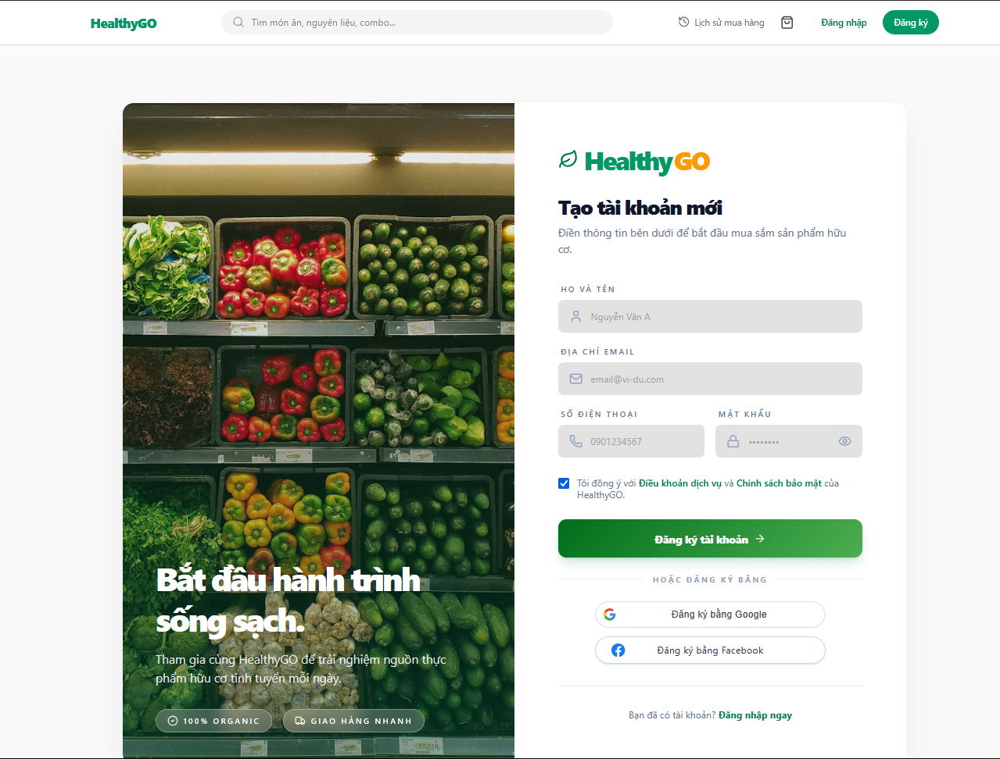 HealthyGO
Tìm món ăn, nguyên liệu, combo...
Lịch sử mua hàng
Đăng nhập
Đăng ký
Bắt đầu hành trình
sống sạch.
Tham gia cùng HealthyGO để trải nghiệm nguồn thực
phẩm hữu cơ tinh tuyển mỗi ngày.
100% ORGANIC
GIAO HÀNG NHANH
HealthyGO
Tạo tài khoản mới
Điền thông tin bên dưới để bắt đầu mua sắm sản phẩm hữu
cơ.
HỌ VÀ TÊN
Nguyễn Văn A
ĐỊA CHỈ EMAIL
email@vi-du.com
SỐ ĐIỆN THOẠI
0901234567
MẬT KHẨU
••••••••
Tôi đồng ý với Điều khoản dịch vụ và Chính sách bảo mật của
HealthyGO.
Đăng ký tài khoản
HOẶC ĐĂNG KÝ BẰNG
Đăng ký bằng Google
Đăng ký bằng Facebook
Bạn đã có tài khoản? Đăng nhập ngay